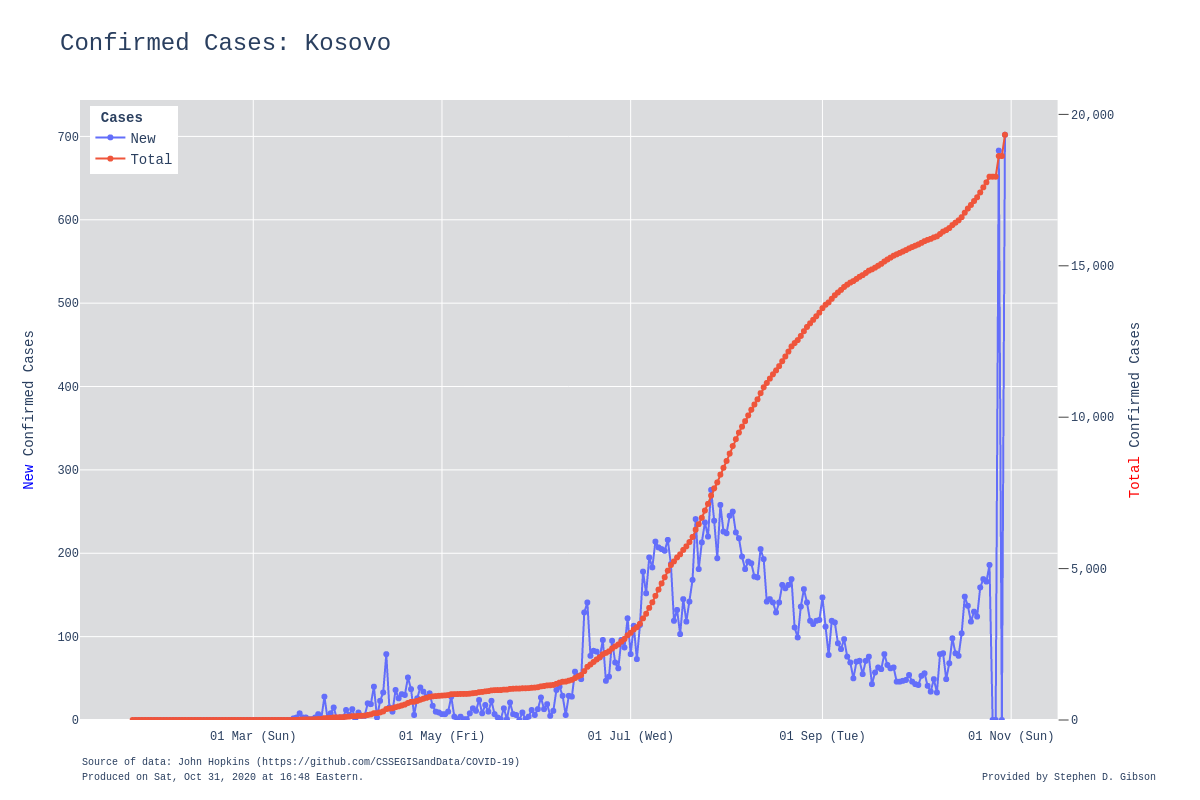 Confirmed Cases: Kosovo
Cases
New
Total
700
600
500
400
300
200
100
0
20,000
15,000
10,000
5,000
0
New Confirmed Cases
Total Confirmed Cases
01 Mar (Sun)
01 May (Fri)
01 Jul (Wed)
01 Sep (Tue)
01 Nov (Sun)
Source of data: John Hopkins (https://github.com/CSSEGISandData/COVID-19)
Produced on Sat, Oct 31, 2020 at 16:48 Eastern.
Provided by Stephen D. Gibson